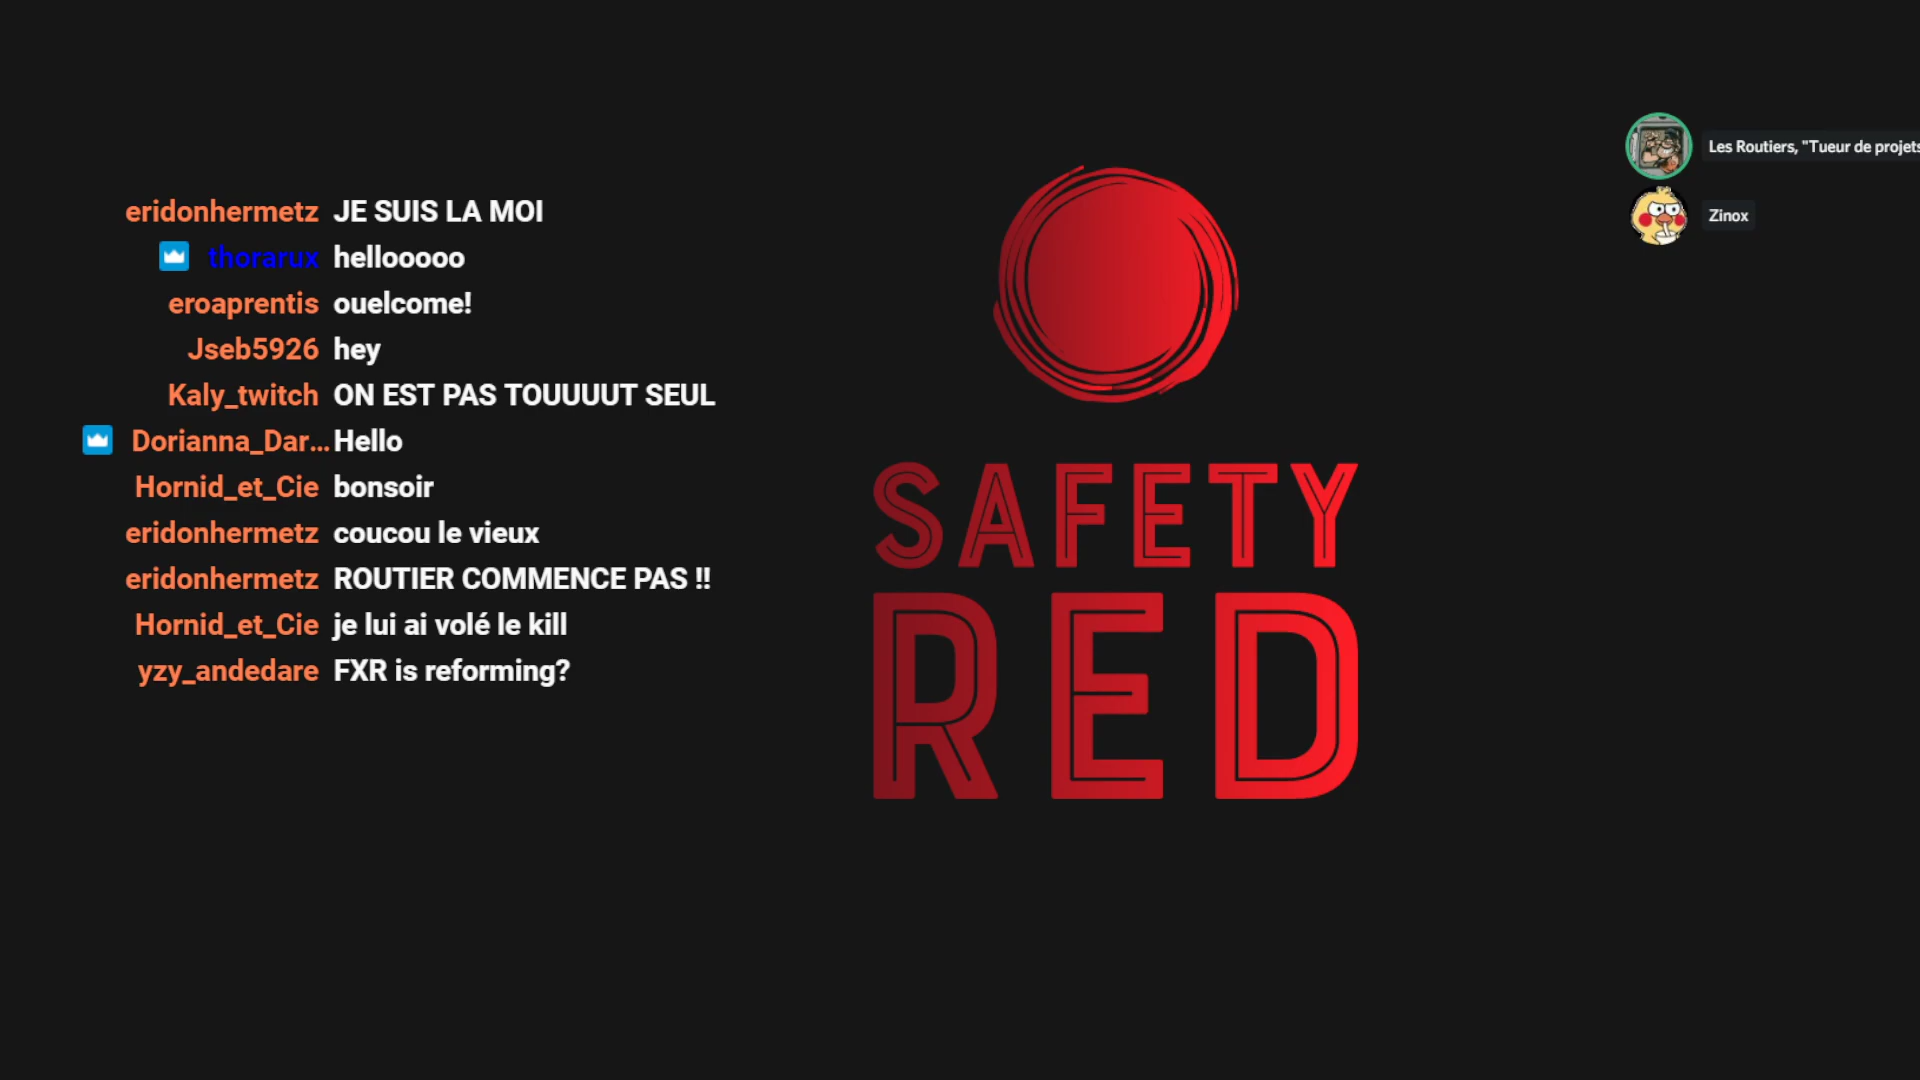 eridonhermetz JE SUIS LA MOI
thorarux hellooooo
eroaprentis ouelcome!
Jseb5926 hey
Kaly_twitch ON EST PAS TOUUUUT SEUL
Dorianna_Dar... Hello
Hornid_et_Cie bonsoir
eridonhermetz coucou le vieux
eridonhermetz ROUTIER COMMENCE PAS !!
Hornid_et_Cie je lui ai volé le kill
yzy_andedare FXR is reforming?
SAFETY
RED
Les Routiers, "Tueur de projets
Zinox